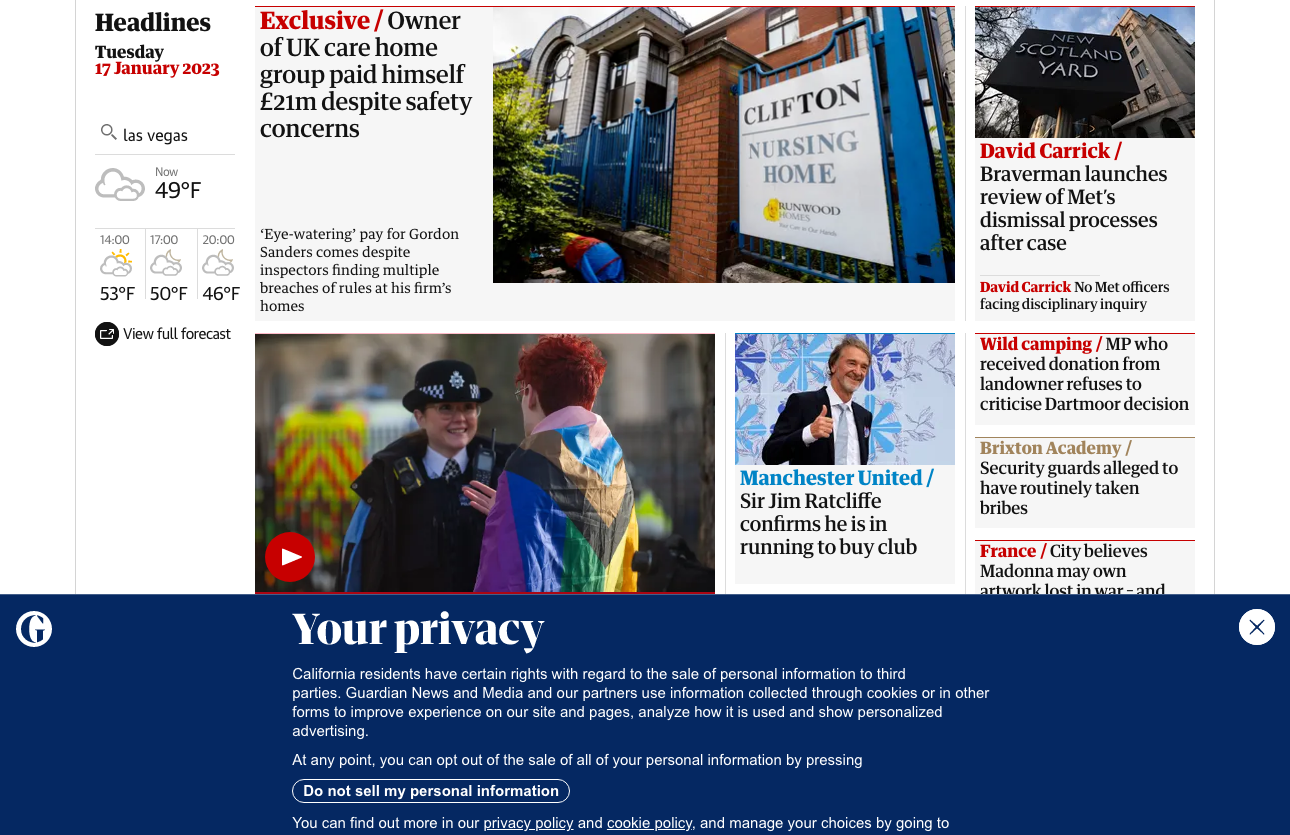 Headlines
Tuesday
17 January 2023
las vegas
Now
49°F
14:00
53°F
17:00
50°F
20:00
46°F
View full forecast
Exclusive / Owner
of UK care home
group paid himself
£21m despite safety
concerns
‘Eye-watering’ pay for Gordon
Sanders comes despite
inspectors finding multiple
breaches of rules at his firm’s
homes
CLIFTON
NURSING
HOME
RUNWOOD
HOMES
NEW
SCOTLAND
YARD
David Carrick /
Braverman launches
review of Met’s
dismissal processes
after case
David Carrick No Met officers
facing disciplinary inquiry
Manchester United /
Sir Jim Ratcliffe
confirms he is in
running to buy club
Wild camping / MP who
received donation from
landowner refuses to
criticise Dartmoor decision
Brixton Academy /
Security guards alleged to
have routinely taken
bribes
France / City believes
Madonna may own
artwork lost in war – and
Your privacy
California residents have certain rights with regard to the sale of personal information to third
parties. Guardian News and Media and our partners use information collected through cookies or in other
forms to improve experience on our site and pages, analyze how it is used and show personalized
advertising.
At any point, you can opt out of the sale of all of your personal information by pressing
Do not sell my personal information
You can find out more in our privacy policy and cookie policy, and manage your choices by going to